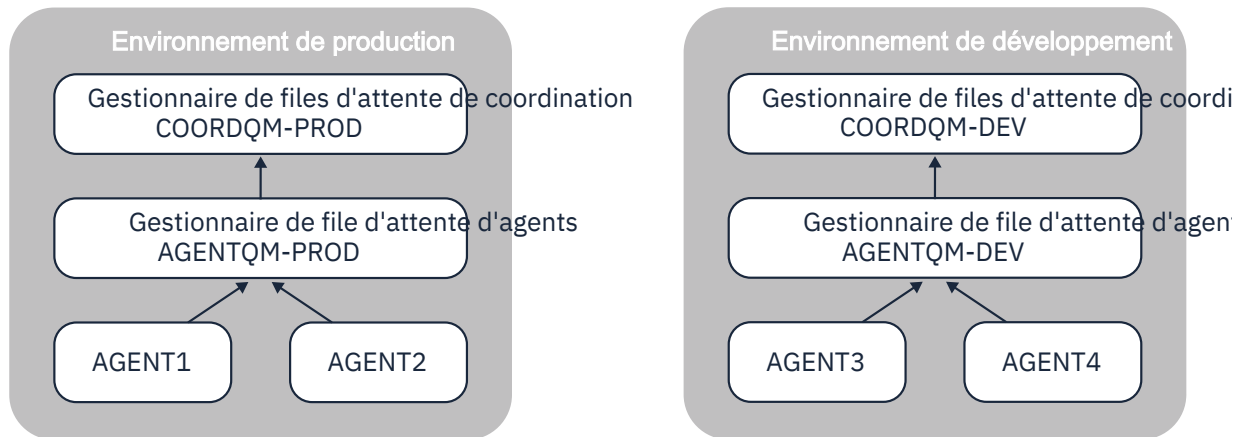 Environnement de production
Gestionnaire de files d'attente de coordination
COORDQM-PROD
Gestionnaire de file d'attente d'agents
AGENTQM-PROD
AGENT1
AGENT2
Environnement de développement
Gestionnaire de files d'attente de coordi
COORDQM-DEV
Gestionnaire de file d'attente d'agent
AGENTQM-DEV
AGENT3
AGENT4